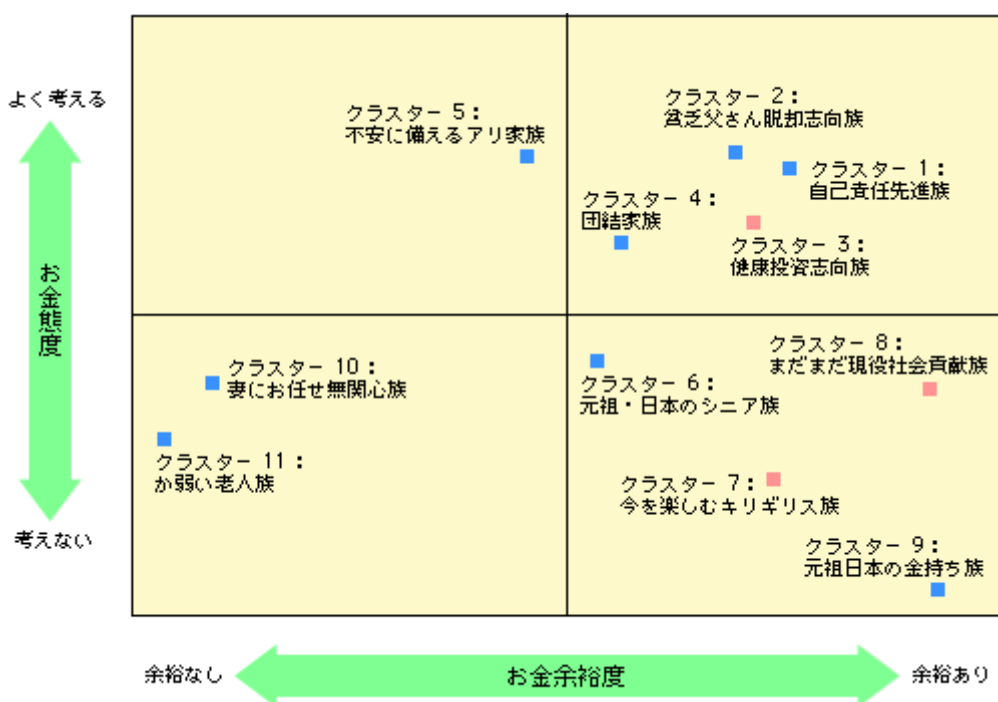 よく考える
お金態度
考えない
クラスター 5：
不安に備えるアリ家族
クラスター 2：
貧乏父さん脱却志向族
クラスター 1：
自己責任先進族
クラスター 4：
団結家族
クラスター 3：
健康投資志向族
クラスター 10：
妻にお任せ無関心族
クラスター 11：
か弱い老人族
クラスター 8：
まだまだ現役社会貢献族
クラスター 6：
元祖・日本のシニア族
クラスター 7：
今を楽しむキリギリス族
クラスター 9：
元祖日本の金持ち族
余裕なし
お金余裕度
余裕あり